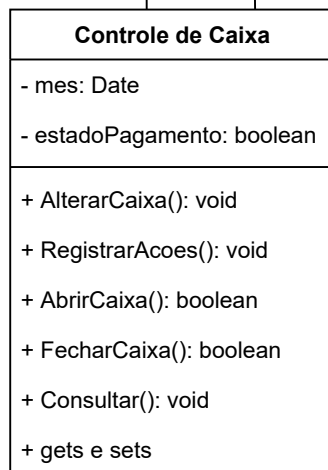 Controle de Caixa
- mes: Date
- estadoPagamento: boolean
+ AlterarCaixa(): void
+ RegistrarAcoes(): void
+ AbrirCaixa(): boolean
+ FecharCaixa(): boolean
+ Consultar(): void
+ gets e sets